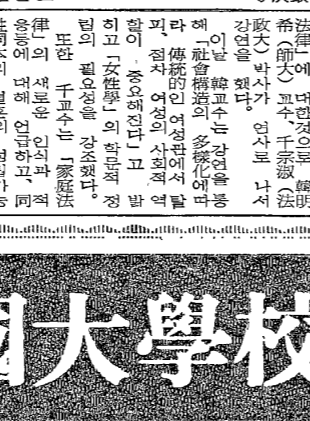 法律」에 대한것으로 韓明
希(師大) 교수, 千宗淑(法
政大) 박사가 연사로 나서
강연을 했다.
이날 韓교수는 강연을 통
해「社會構造의 多樣化에따
라 傳統的인 여성관에서 탈
피, 점차 여성의 사회적 역
할이 중요해진다」고 밝
히고「女性學」의 학문적 정
립의 필요성을 강조했다.
또한 千교수는「家庭法
律」의 새로운 인식과 적
응등에 대해 언급하고, 同
大學校